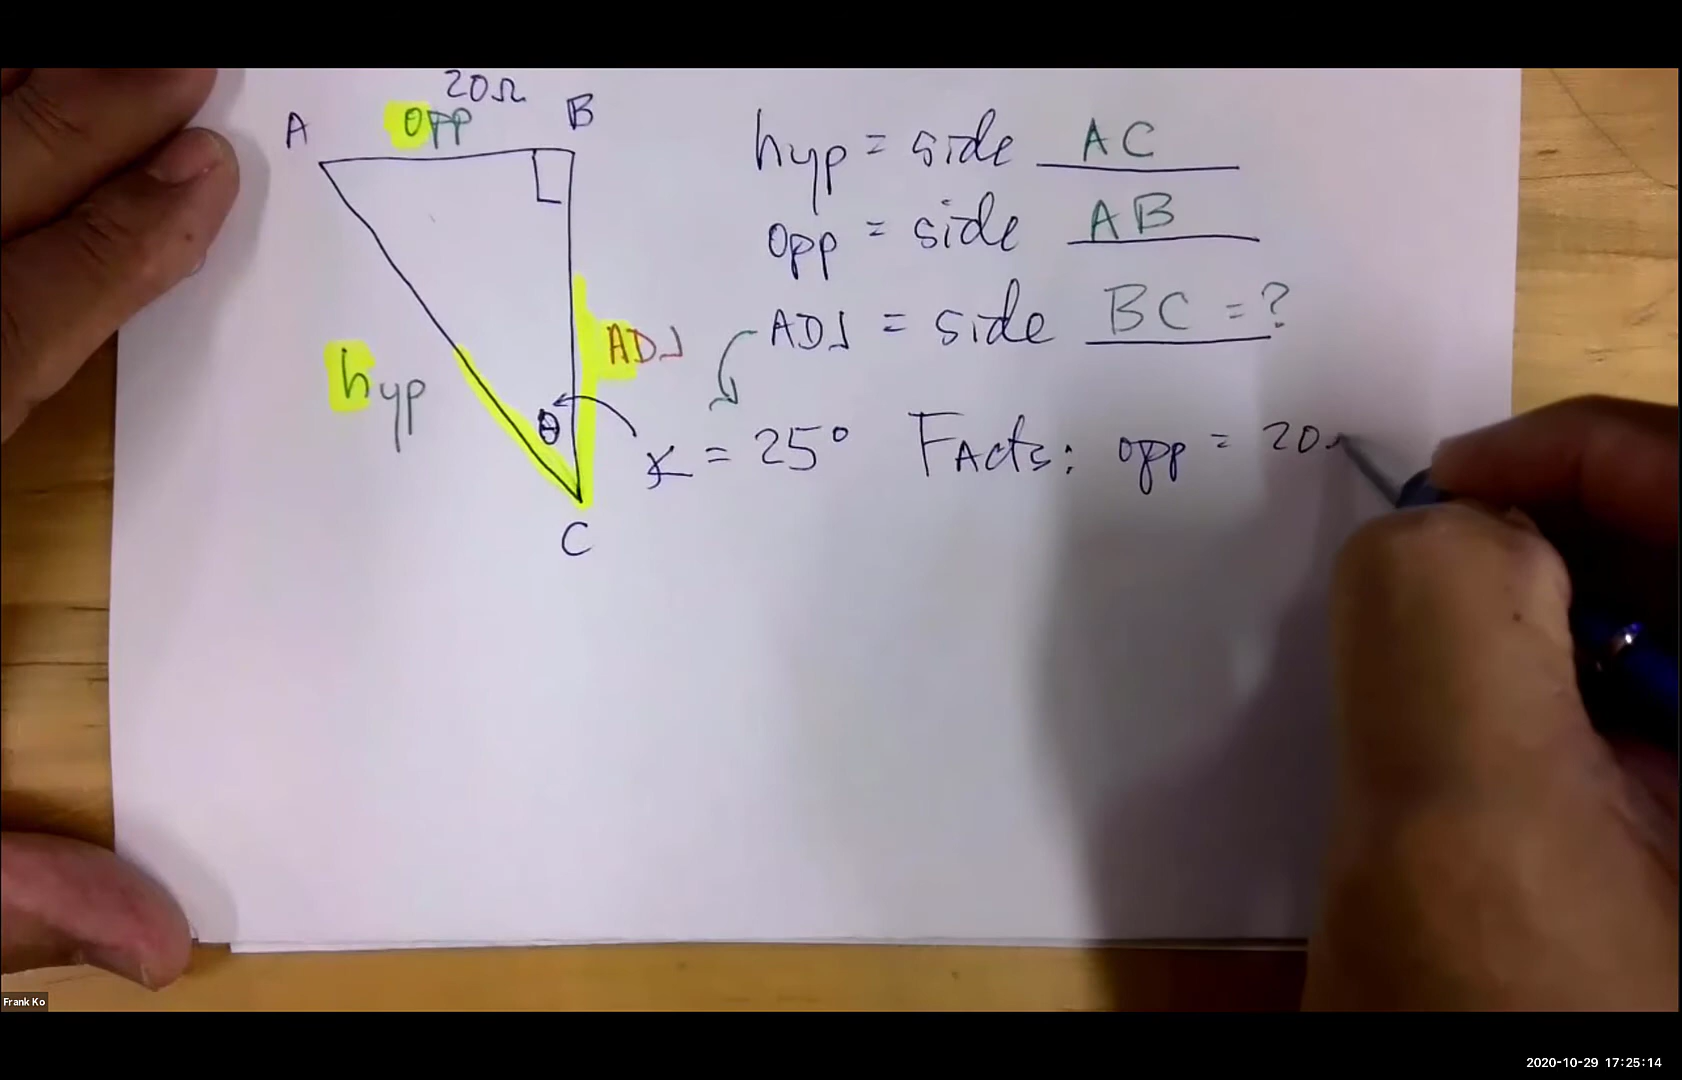 20Ω
A OPP B
hyp = side AC
opp = side AB
ADJ = side BC = ?
hyp
ADJ
θ
∡ = 25° FActs: opp = 20
C
Frank Ko
2020-10-29 17:25:14